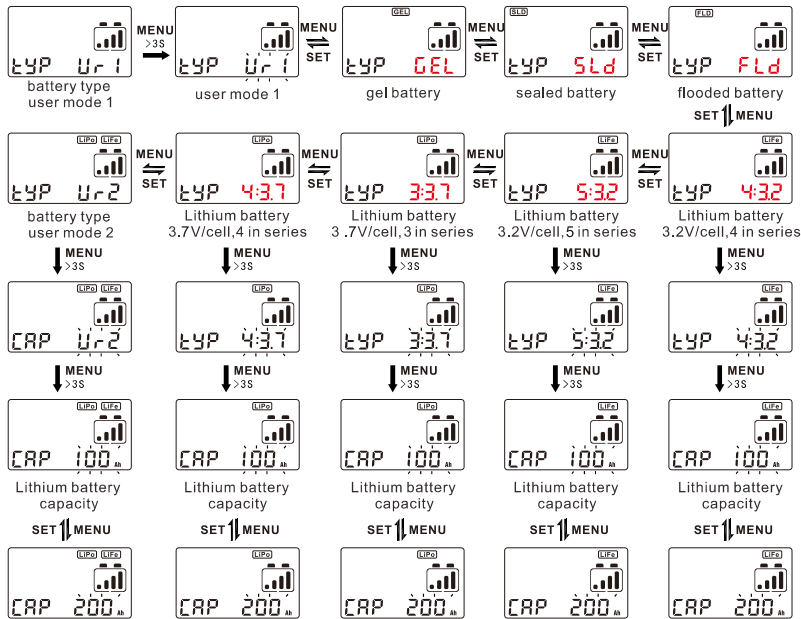 GEL
SLD
FLD
MENU
>3S
MENU
SET
MENU
SET
MENU
SET
tYP Ur1
tYP Ur1
tYP GEL
tYP SLd
tYP FLd
battery type
user mode 1
user mode 1
gel battery
sealed battery
flooded battery
SET MENU
LiPo LiFe
LiPo
LiPo
LiFe
LiFe
MENU
SET
MENU
SET
MENU
SET
MENU
SET
tYP Ur2
tYP 4:3.7
tYP 3:3.7
tYP 5:3.2
tYP 4:3.2
battery type
user mode 2
Lithium battery
3.7V/cell,4 in series
Lithium battery
3.7V/cell,3 in series
Lithium battery
3.2V/cell,5 in series
Lithium battery
3.2V/cell,4 in series
MENU
>3S
MENU
>3S
MENU
>3S
MENU
>3S
MENU
>3S
LiPo LiFe
LiPo
LiPo
LiFe
LiFe
CAP Ur2
tYP 4:3.7
tYP 3:3.7
tYP 5:3.2
tYP 4:3.2
MENU
>3S
MENU
>3S
MENU
>3S
MENU
>3S
MENU
>3S
LiPo LiFe
LiPo
LiPo
LiFe
LiFe
CAP 100 Ah
CAP 100 Ah
CAP 100 Ah
CAP 100 Ah
CAP 100 Ah
Lithium battery
capacity
Lithium battery
capacity
Lithium battery
capacity
Lithium battery
capacity
Lithium battery
capacity
SET MENU
SET MENU
SET MENU
SET MENU
SET MENU
LiPo LiFe
LiPo
LiPo
LiFe
LiFe
CAP 200 Ah
CAP 200 Ah
CAP 200 Ah
CAP 200 Ah
CAP 200 Ah